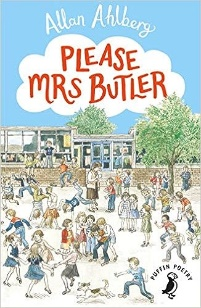 Allan Ahlberg
PLEASE
MRS BUTLER
PUFFIN POETRY